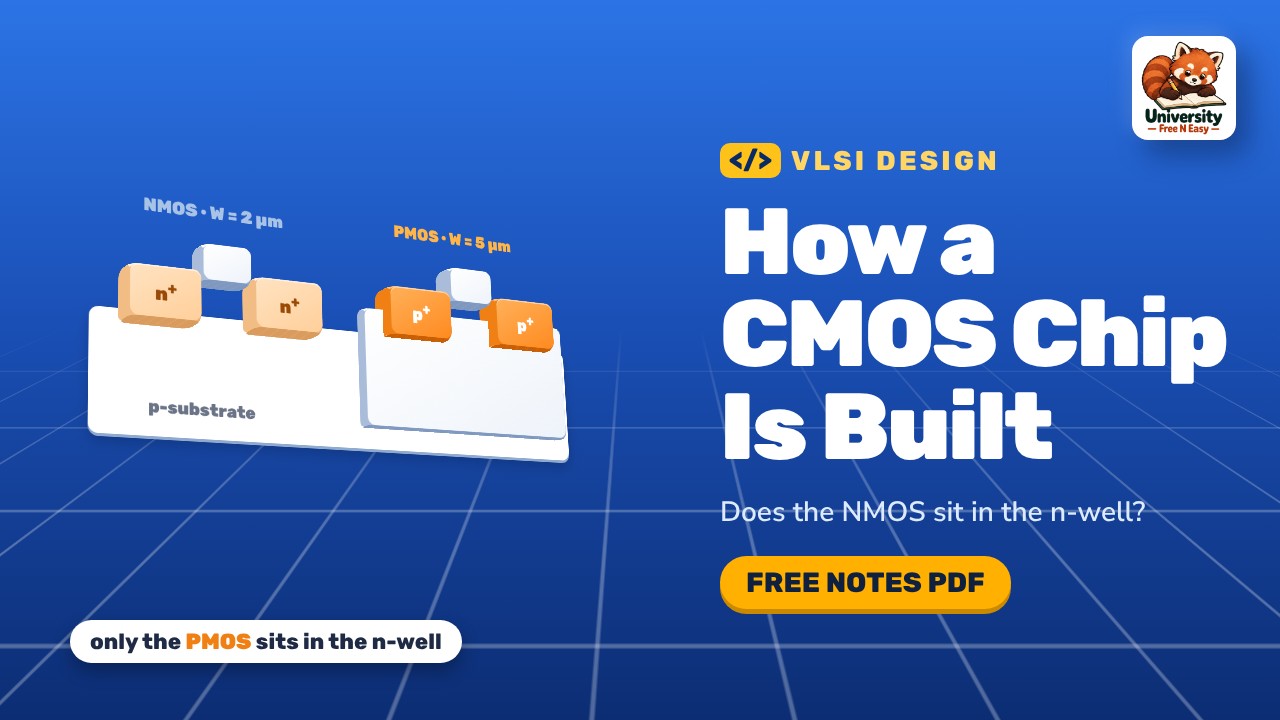 University
Free N Easy
</> VLSI DESIGN
How a
CMOS Chip
Is Built
Does the NMOS sit in the n-well?
FREE NOTES PDF
NMOS · W = 2 µm
PMOS · W = 5 µm
n+
n+
p+
p+
p-substrate
only the PMOS sits in the n-well